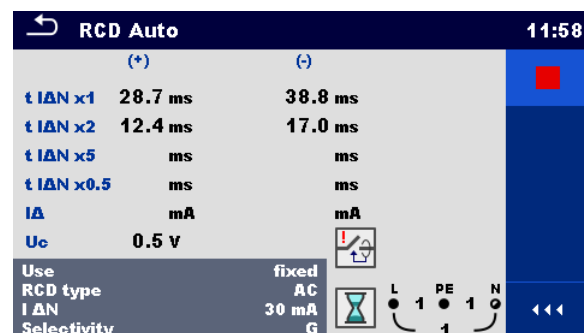 RCD Auto 11:58
(+) (-)
t IΔN x1 28.7 ms 38.8 ms
t IΔN x2 12.4 ms 17.0 ms
t IΔN x5 ms ms
t IΔN x0.5 ms ms
IΔ mA mA
Uc 0.5 V
Use fixed
RCD type AC
I ΔN 30 mA
Selectivity G
L PE N
1 1
1